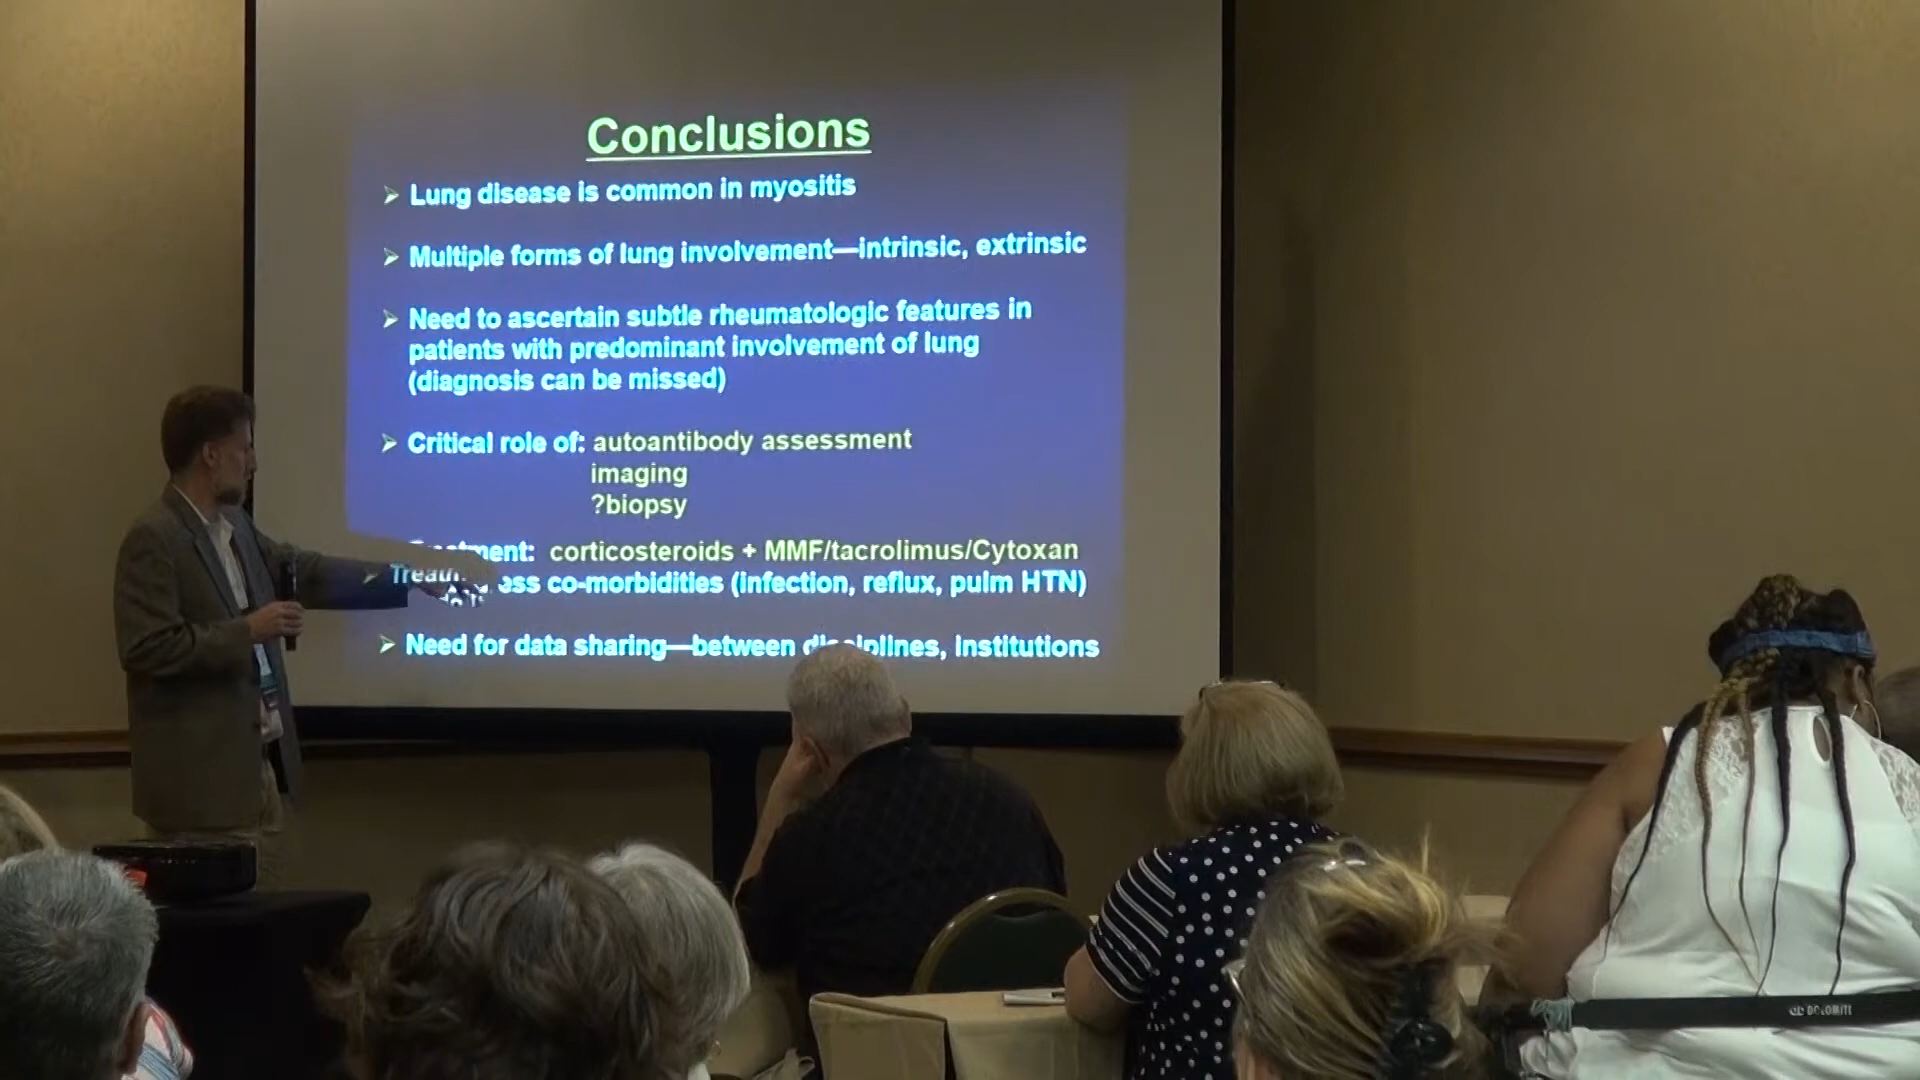 Conclusions
Lung disease is common in myositis
Multiple forms of lung involvement—intrinsic, extrinsic
Need to ascertain subtle rheumatologic features in
patients with predominant involvement of lung
(diagnosis can be missed)
Critical role of: autoantibody assessment
imaging
?biopsy
corticosteroids + MMF/tacrolimus/Cytoxan
co-morbidities (infection, reflux, pulm HTN)
Need for data sharing—between institutions
DOLOMITE